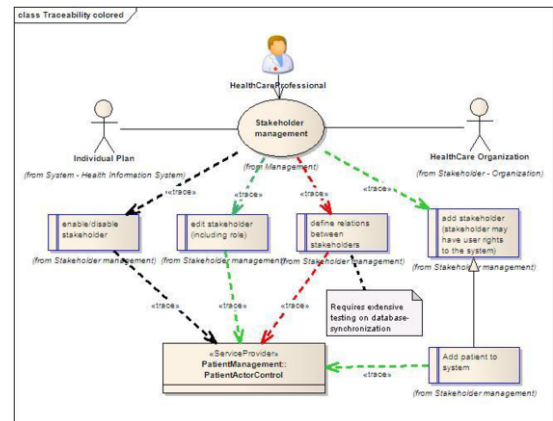 class Traceability colored
HealthCareProfessional
Stakeholder
management
(from Management)
Individual Plan
(from System - Health Information System)
HealthCare Organization
(from Stakeholder - Organization)
«trace»
«trace»
«trace»
«trace»
enable/disable
stakeholder
(from Stakeholder management)
edit stakeholder
(including role)
(from Stakeholder management)
define relations
between
stakeholders
(from Stakeholder management)
add stakeholder
(stakeholder may
have user rights
to the system)
(from Stakeholder management)
«trace»
«trace»
«trace»
Requires extensive
testing on database-
synchronization
«ServiceProvider»
PatientManagement::
PatientActorControl
«trace»
Add patient to
system
(from Stakeholder management)